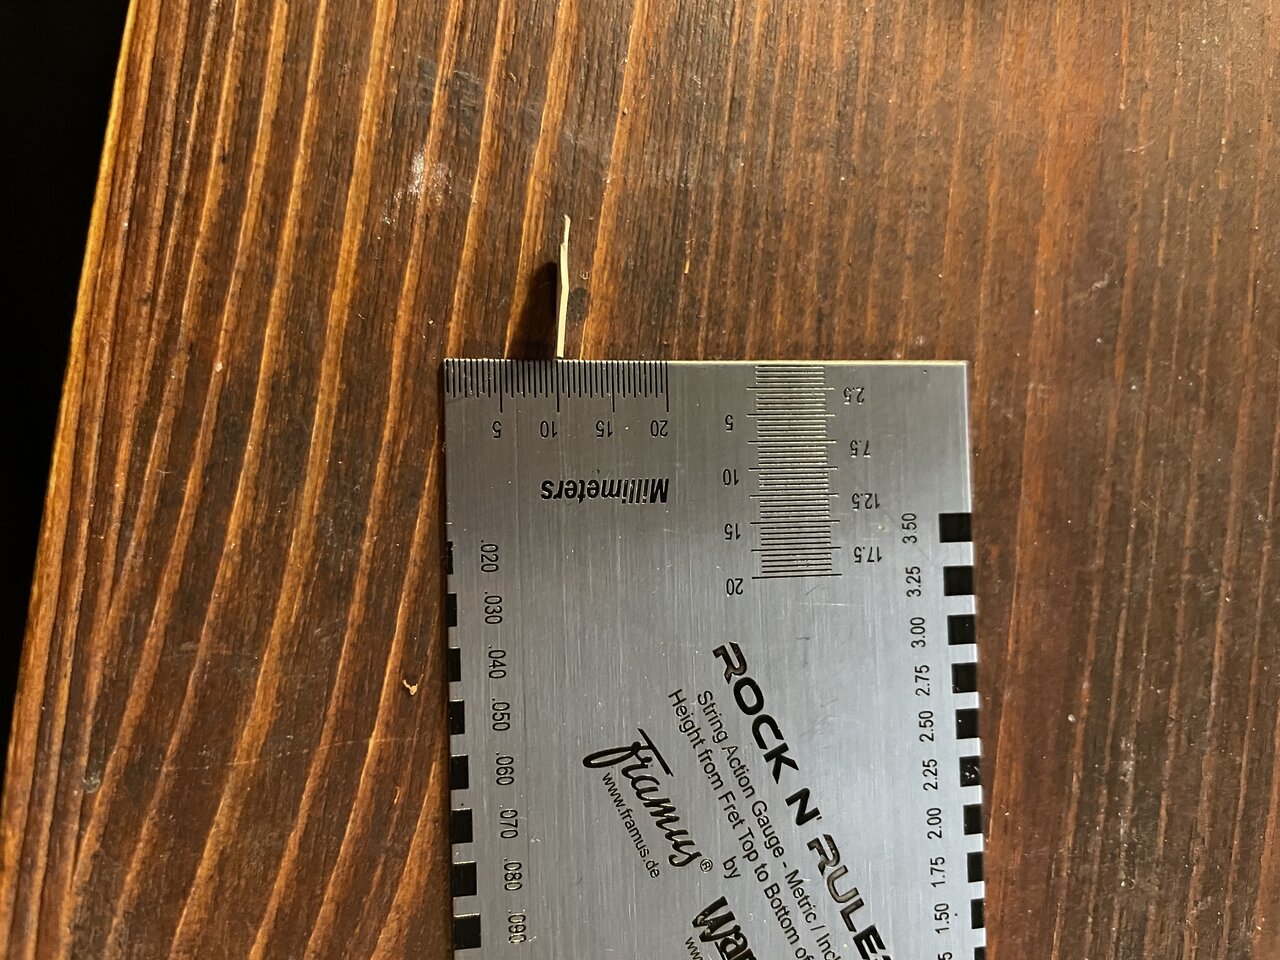 5 10 15 20
Millimeters
2.5
5
7.5
10
12.5
15
17.5
20
.020
.030
.040
.050
.060
.070
.080
.090
3.50
3.25
3.00
2.75
2.50
2.25
2.00
1.75
1.50
ROCK N' RULE
String Action Gauge - Metric / Inc
Height from Fret Top to Bottom of
by
Framus®
www.framus.de
War